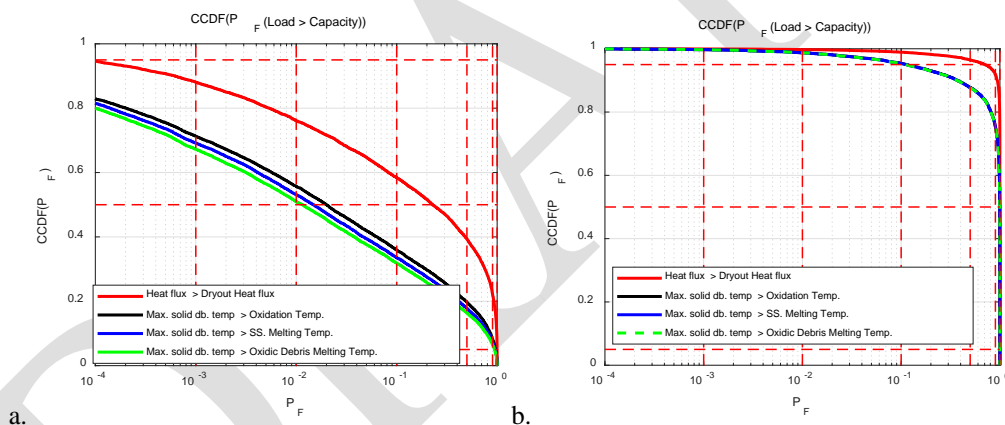 CCDF(P F (Load > Capacity))
1
0.8
0.6
0.4
0.2
0
CCDF(P F)
Heat flux > Dryout Heat flux
Max. solid db. temp > Oxidation Temp.
Max. solid db. temp > SS. Melting Temp.
Max. solid db. temp > Oxidic Debris Melting Temp.
10-4 10-3 10-2 10-1 100
P F
a.
CCDF(P F (Load > Capacity))
1
0.8
0.6
0.4
0.2
0
CCDF(P F)
Heat flux > Dryout Heat flux
Max. solid db. temp > Oxidation Temp.
Max. solid db. temp > SS. Melting Temp.
Max. solid db. temp > Oxidic Debris Melting Temp.
10-4 10-3 10-2 10-1 100
P F
b.